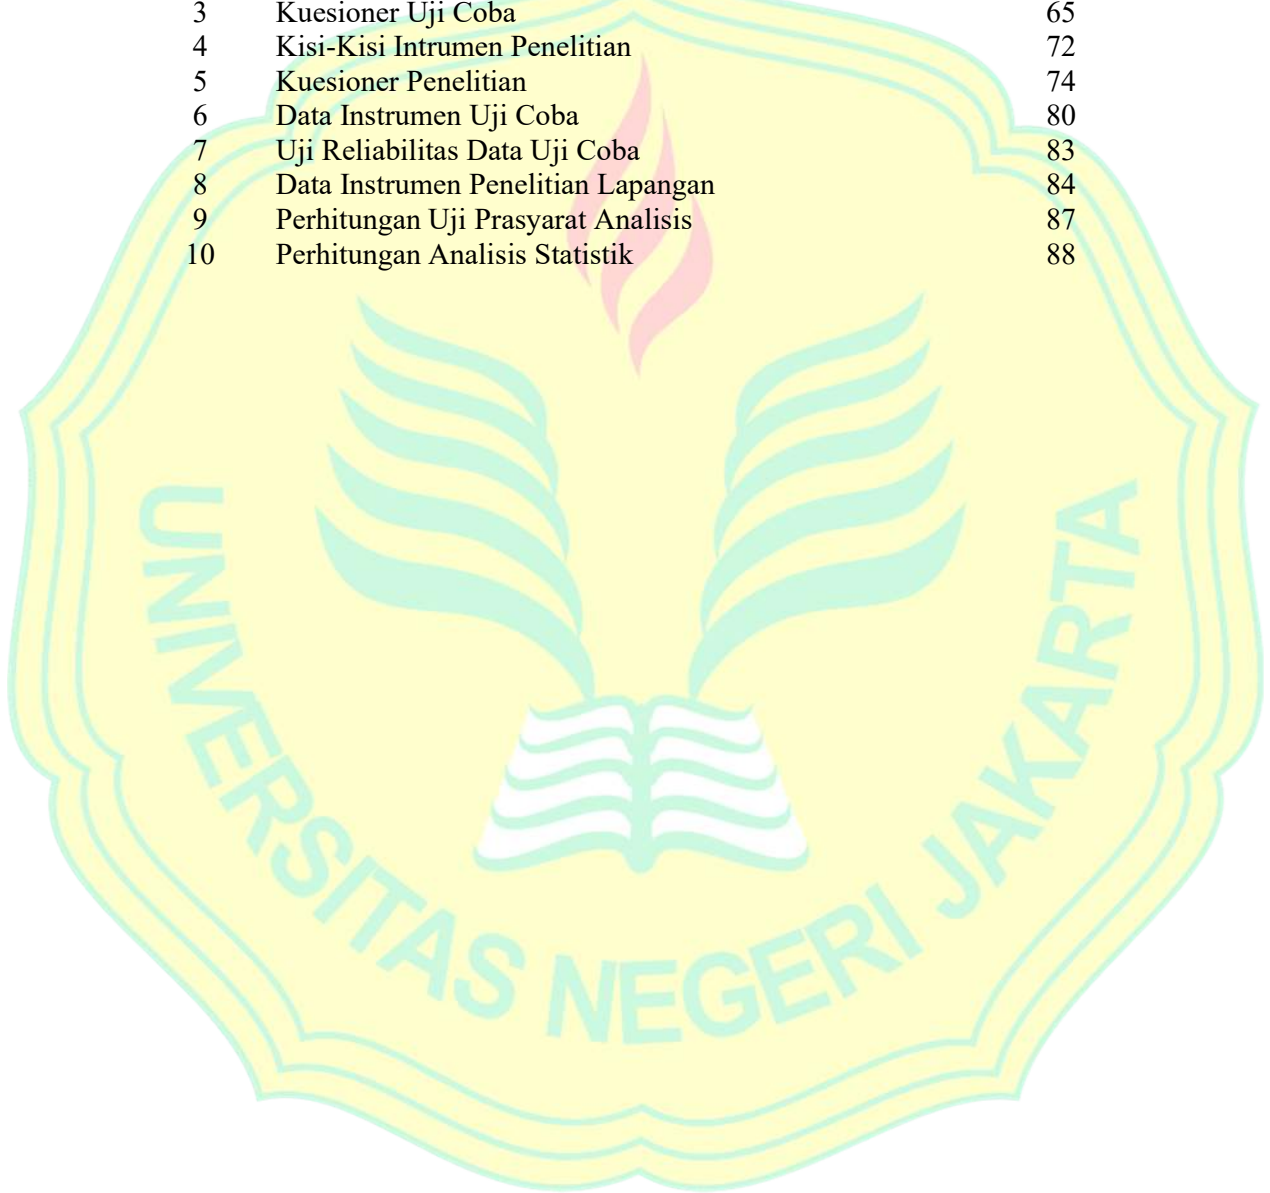 3 Kuesioner Uji Coba 65
4 Kisi-Kisi Intrumen Penelitian 72
5 Kuesioner Penelitian 74
6 Data Instrumen Uji Coba 80
7 Uji Reliabilitas Data Uji Coba 83
8 Data Instrumen Penelitian Lapangan 84
9 Perhitungan Uji Prasyarat Analisis 87
10 Perhitungan Analisis Statistik 88
UNIVERSITAS NEGERI JAKARTA